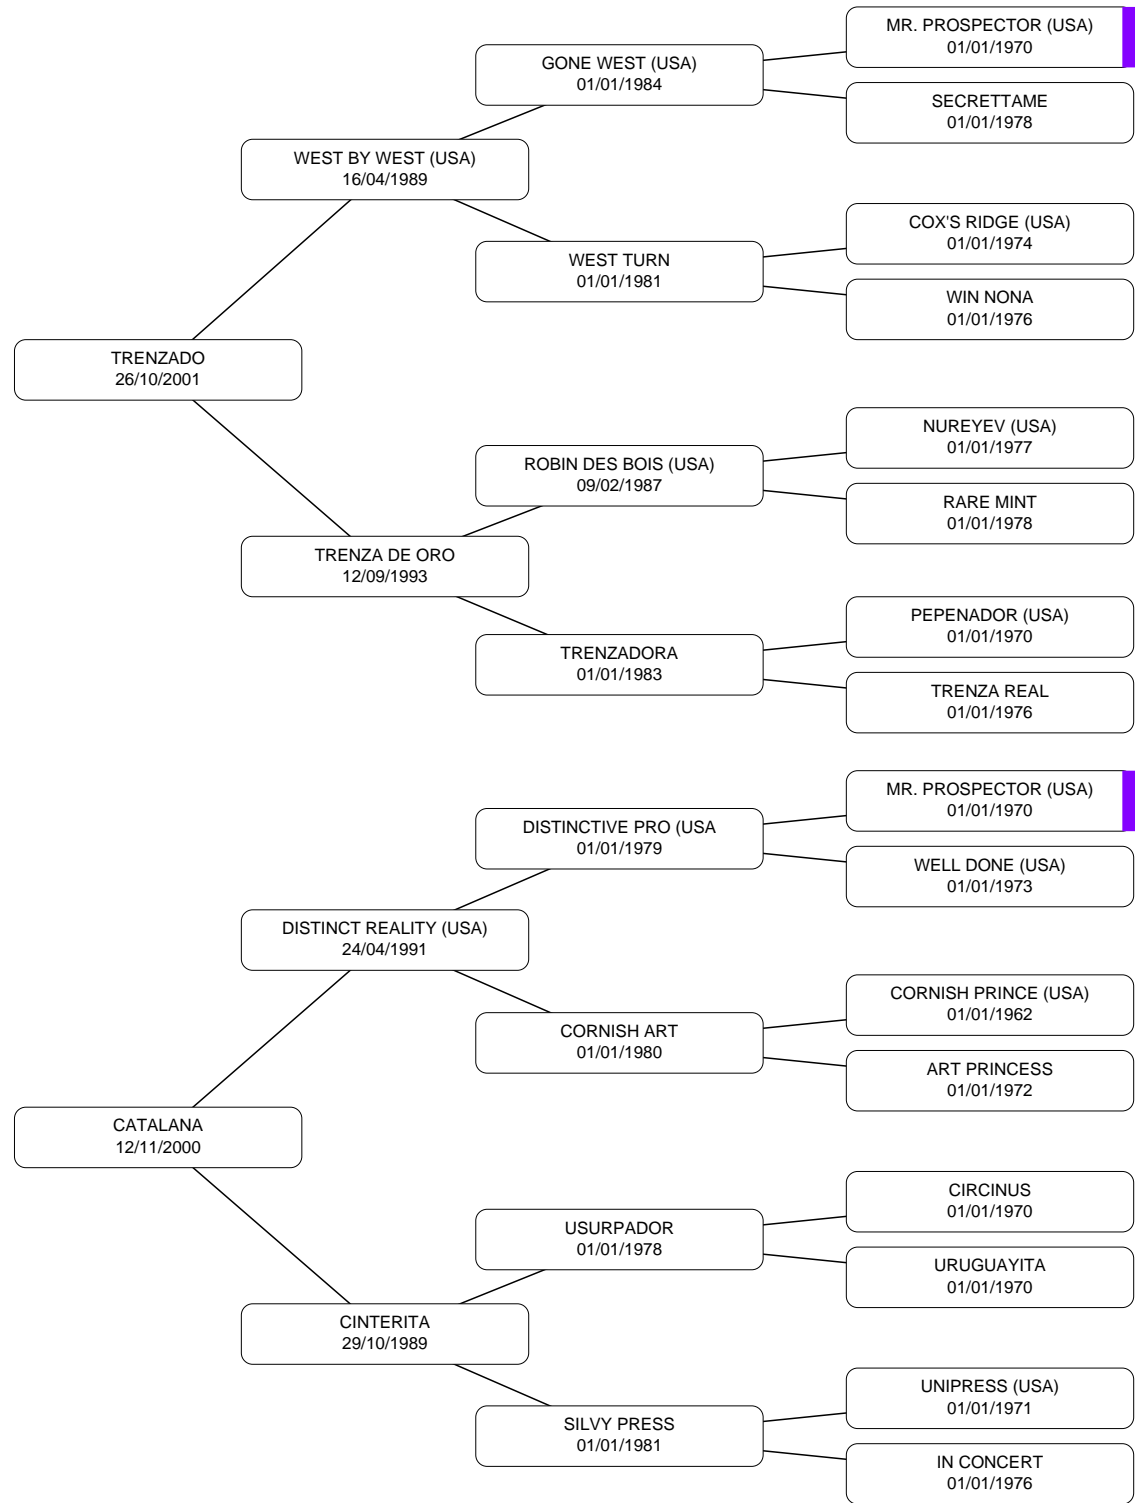 MR. PROSPECTOR (USA)
01/01/1970
GONE WEST (USA)
01/01/1984
SECRETTAME
01/01/1978
WEST BY WEST (USA)
16/04/1989
COX'S RIDGE (USA)
01/01/1974
WEST TURN
01/01/1981
WIN NONA
01/01/1976
TRENZADO
26/10/2001
NUREYEV (USA)
01/01/1977
ROBIN DES BOIS (USA)
09/02/1987
RARE MINT
01/01/1978
TRENZA DE ORO
12/09/1993
PEPENADOR (USA)
01/01/1970
TRENZADORA
01/01/1983
TRENZA REAL
01/01/1976
MR. PROSPECTOR (USA)
01/01/1970
DISTINCTIVE PRO (USA
01/01/1979
WELL DONE (USA)
01/01/1973
DISTINCT REALITY (USA)
24/04/1991
CORNISH PRINCE (USA)
01/01/1962
CORNISH ART
01/01/1980
ART PRINCESS
01/01/1972
CATALANA
12/11/2000
CIRCINUS
01/01/1970
USURPADOR
01/01/1978
URUGUAYITA
01/01/1970
CINTERITA
29/10/1989
UNIPRESS (USA)
01/01/1971
SILVY PRESS
01/01/1981
IN CONCERT
01/01/1976